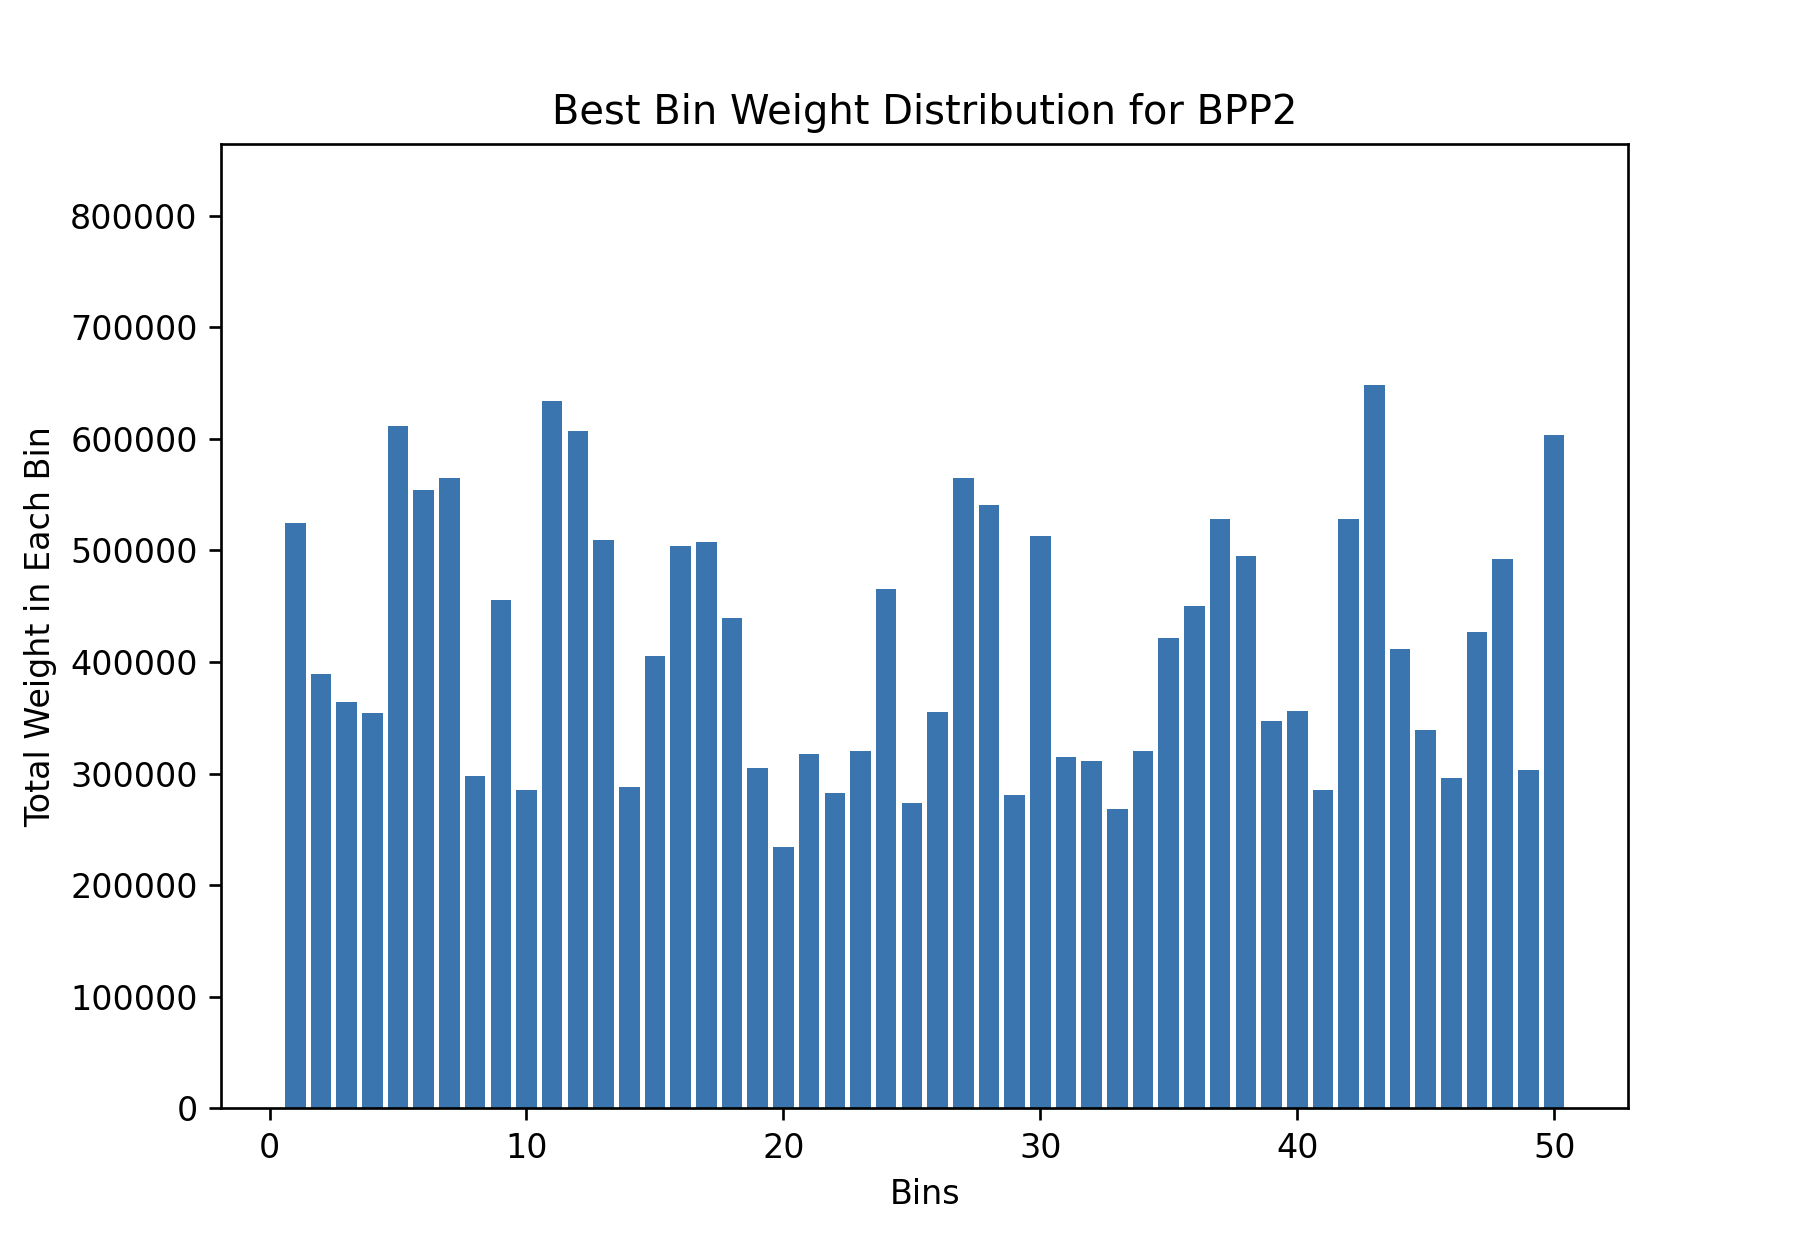 Best Bin Weight Distribution for BPP2
Total Weight in Each Bin
800000
700000
600000
500000
400000
300000
200000
100000
0
0 10 20 30 40 50
Bins